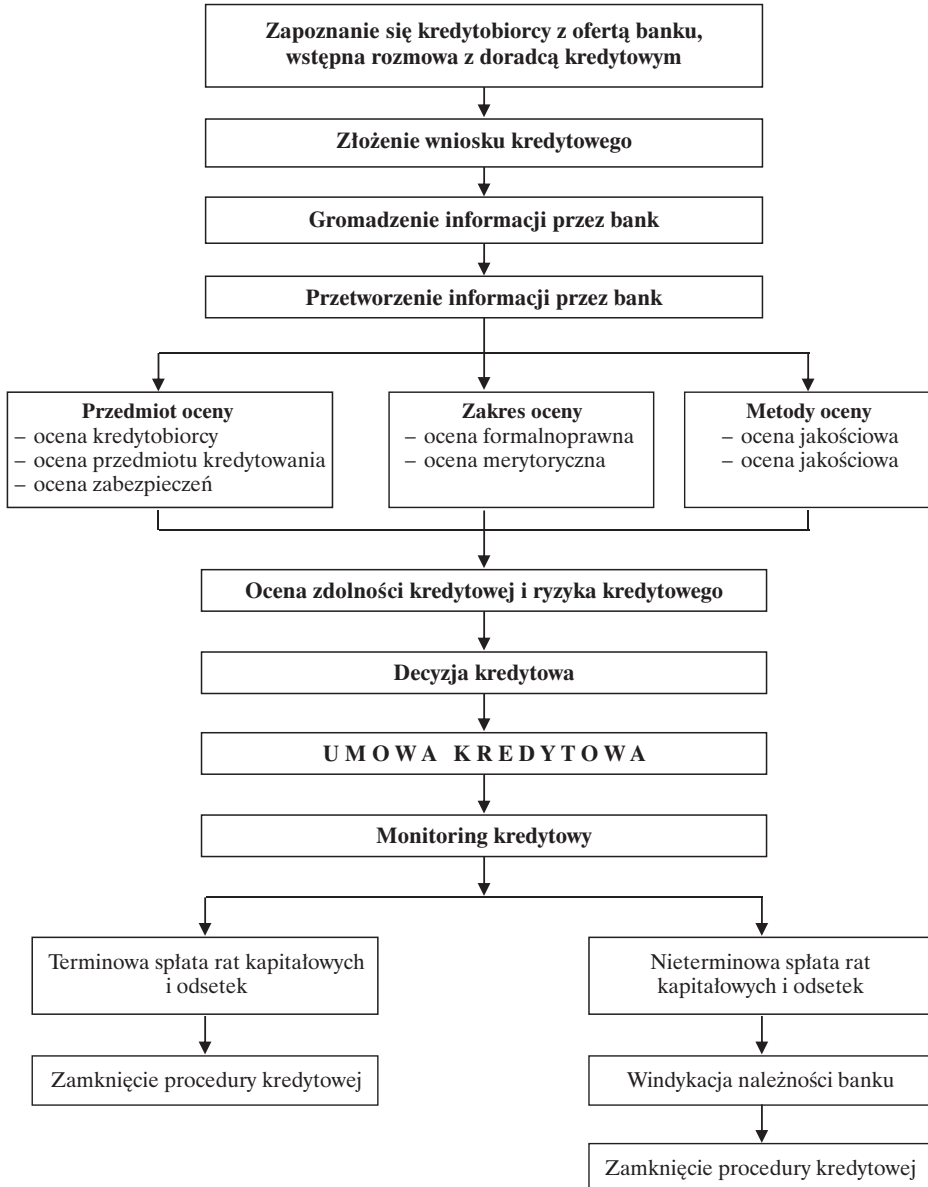 Zapoznanie się kredytobiorcy z ofertą banku,
wstępna rozmowa z doradcą kredytowym
Złożenie wniosku kredytowego
Gromadzenie informacji przez bank
Przetworzenie informacji przez bank
Przedmiot oceny
– ocena kredytobiorcy
– ocena przedmiotu kredytowania
– ocena zabezpieczeń
Zakres oceny
– ocena formalnoprawna
– ocena merytoryczna
Metody oceny
– ocena jakościowa
– ocena jakościowa
Ocena zdolności kredytowej i ryzyka kredytowego
Decyzja kredytowa
UMOWA KREDYTOWA
Monitoring kredytowy
Terminowa spłata rat kapitałowych
i odsetek
Zamknięcie procedury kredytowej
Nieterminowa spłata rat
kapitałowych i odsetek
Windykacja należności banku
Zamknięcie procedury kredytowej